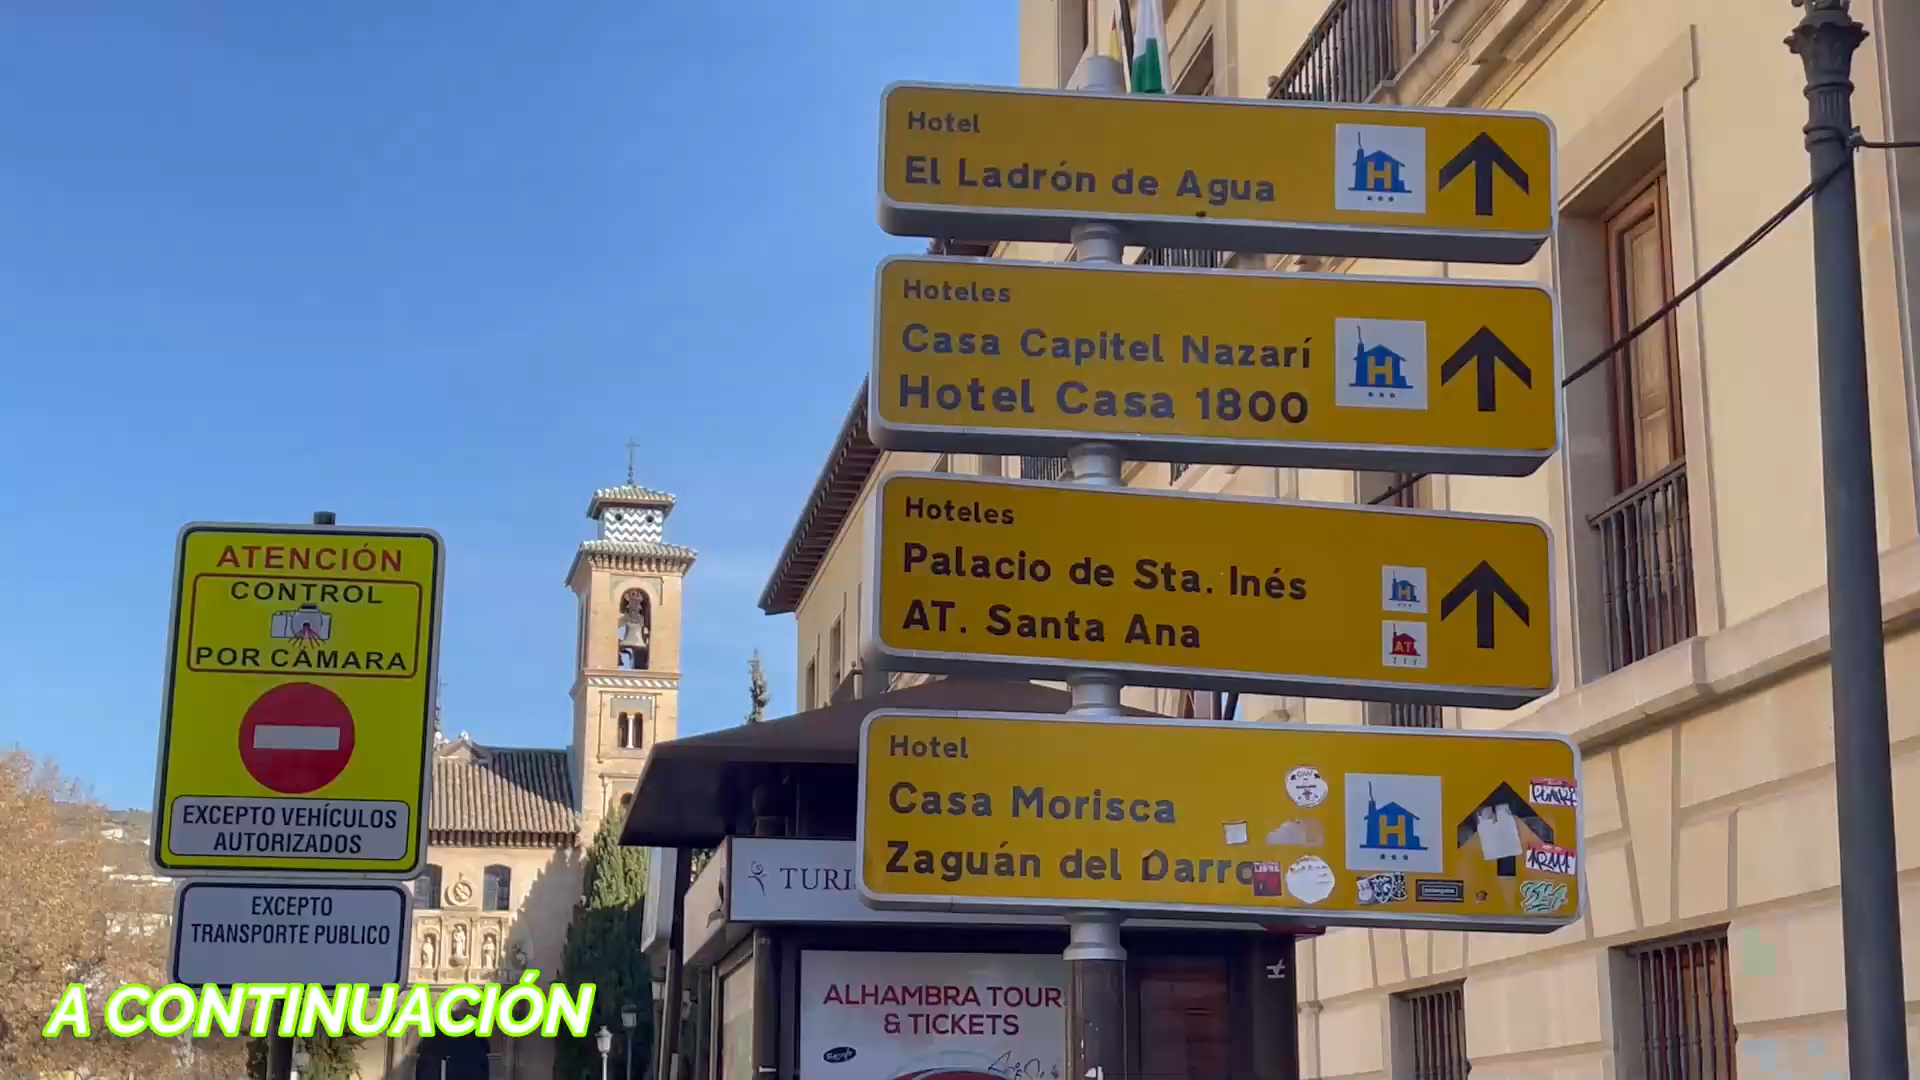 Hotel
El Ladrón de Agua
H
Hoteles
Casa Capitel Nazarí
Hotel Casa 1800
H
Hoteles
Palacio de Sta. Inés
AT. Santa Ana
H
AT
Hotel
Casa Morisca
Zaguán del Darro
H
ATENCIÓN
CONTROL
POR CÁMARA
EXCEPTO VEHÍCULOS
AUTORIZADOS
EXCEPTO
TRANSPORTE PUBLICO
ALHAMBRA TOUR
& TICKETS
A CONTINUACIÓN